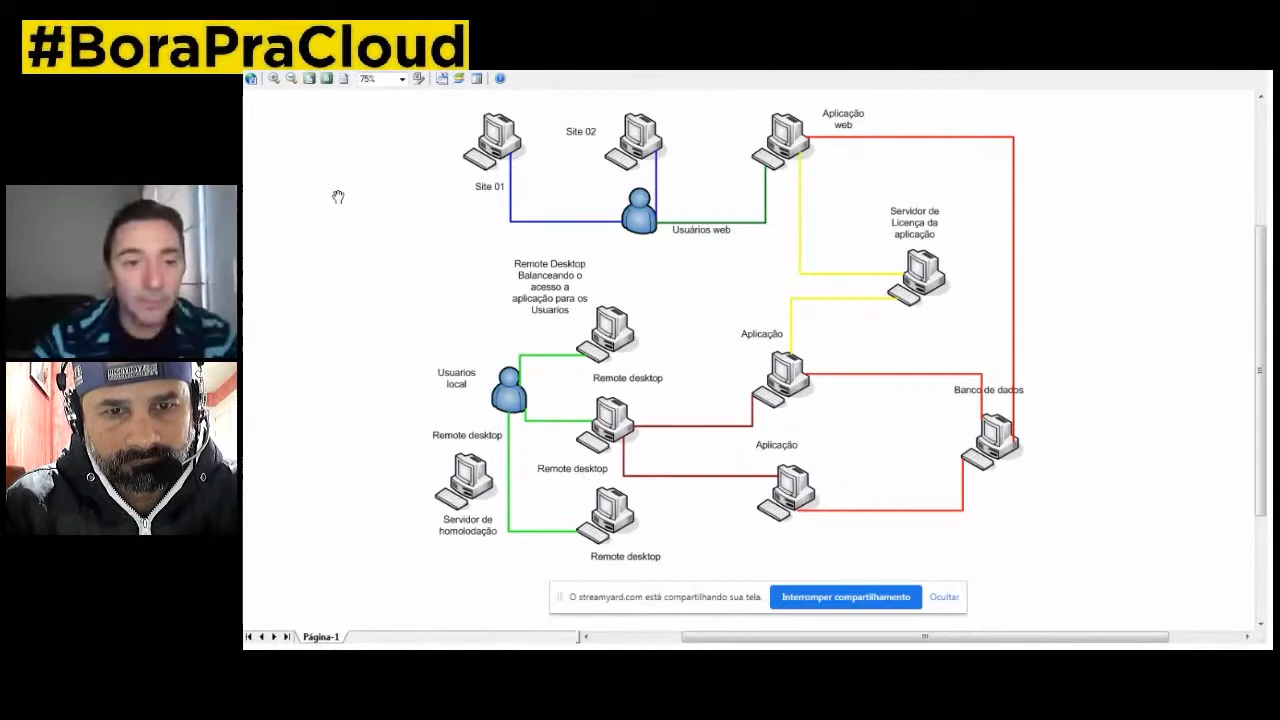 #BoraPraCloud
75%
Aplicação
web
Site 02
Site 01
Usuários web
Servidor de
Licença da
aplicação
Remote Desktop
Balanceando o
acesso a
aplicação para os
Usuarios
Aplicação
Usuarios
local
Remote desktop
Banco de dados
Remote desktop
Aplicação
Remote desktop
Servidor de
homolodação
Remote desktop
O streamyard.com está compartilhando sua tela.
Interromper compartilhamento
Ocultar
Página-1